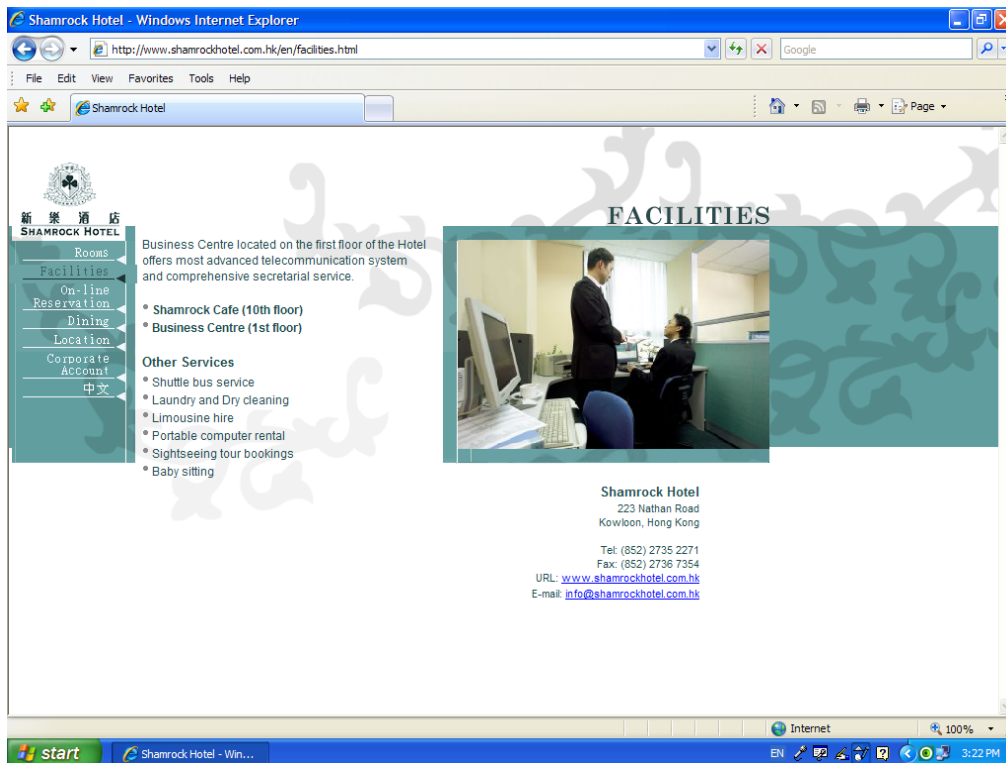 Shamrock Hotel - Windows Internet Explorer
http://www.shamrockhotel.com.hk/en/facilities.html
Google
File Edit View Favorites Tools Help
Shamrock Hotel
Page
新樂酒店
SHAMROCK HOTEL
Rooms
Facilities
On-line
Reservation
Dining
Location
Corporate
Account
中文
Business Centre located on the first floor of the Hotel
offers most advanced telecommunication system
and comprehensive secretarial service.
Shamrock Cafe (10th floor)
Business Centre (1st floor)
Other Services
Shuttle bus service
Laundry and Dry cleaning
Limousine hire
Portable computer rental
Sightseeing tour bookings
Baby sitting
FACILITIES
Shamrock Hotel
223 Nathan Road
Kowloon, Hong Kong
Tel: (852) 2735 2271
Fax: (852) 2736 7354
URL: www.shamrockhotel.com.hk
E-mail: info@shamrockhotel.com.hk
Internet
100%
start
Shamrock Hotel - Win...
EN
3:22 PM